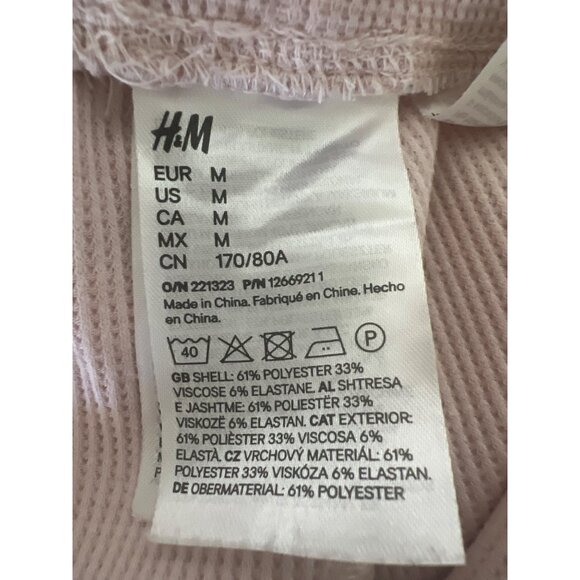 H&M
EUR M
US M
CA M
MX M
CN 170/80A
O/N 221323 P/N 1266921 1
Made in China. Fabriqué en Chine. Hecho
en China.
40
P
GB SHELL: 61% POLYESTER 33%
VISCOSE 6% ELASTANE. AL SHTRESA
E JASHTME: 61% POLIESTËR 33%
VISKOZË 6% ELASTAN. CAT EXTERIOR:
61% POLIÈSTER 33% VISCOSA 6%
ELASTÀ. CZ VRCHOVÝ MATERIÁL: 61%
POLYESTER 33% VISKÓZA 6% ELASTAN.
DE OBERMATERIAL: 61% POLYESTER